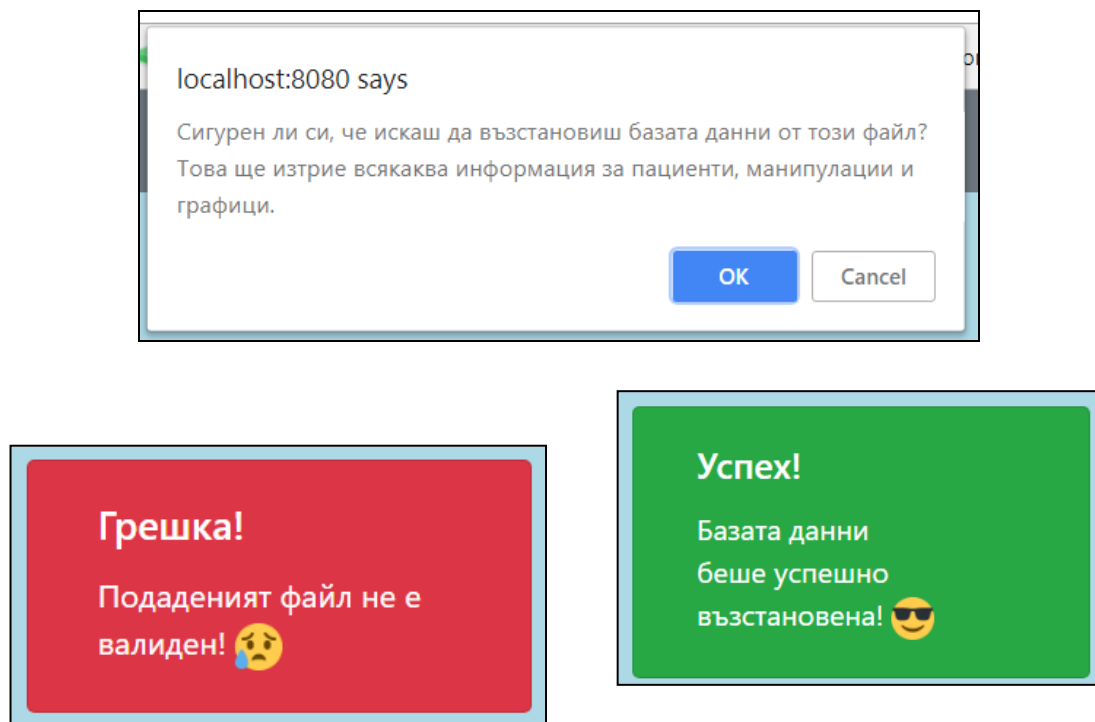 localhost:8080 says
Сигурен ли си, че искаш да възстановиш базата данни от този файл?
Това ще изтрие всякаква информация за пациенти, манипулации и
графици.
OK
Cancel
Грешка!
Подаденият файл не е
валиден! 😥
Успех!
Базата данни
беше успешно
възстановена! 😎